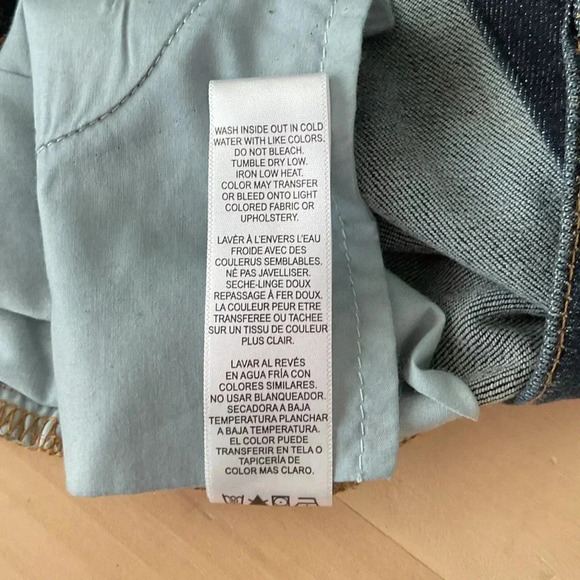 WASH INSIDE OUT IN COLD
WATER WITH LIKE COLORS.
DO NOT BLEACH.
TUMBLE DRY LOW.
IRON LOW HEAT.
COLOR MAY TRANSFER
OR BLEED ONTO LIGHT
COLORED FABRIC OR
UPHOLSTERY.
LAVÉR À L'ENVERS L'EAU
FROIDE AVEC DES
COULERUS SEMBLABLES.
NÉ PAS JAVELLISER.
SECHE-LINGE DOUX
REPASSAGE À FER DOUX.
LA COULEUR PEUT ETRE
TRANSFEREE OU TACHEE
SUR UN TISSU DE COULEUR
PLUS CLAIR.
LAVAR AL REVÉS
EN AGUA FRÍA CON
COLORES SIMILARES.
NO USAR BLANQUEADOR.
SECADORA A BAJA
TEMPERATURA PLANCHAR
A BAJA TEMPERATURA.
EL COLOR PUEDE
TRANSFERIR EN TELA O
TAPICERÍA DE
COLOR MAS CLARO.